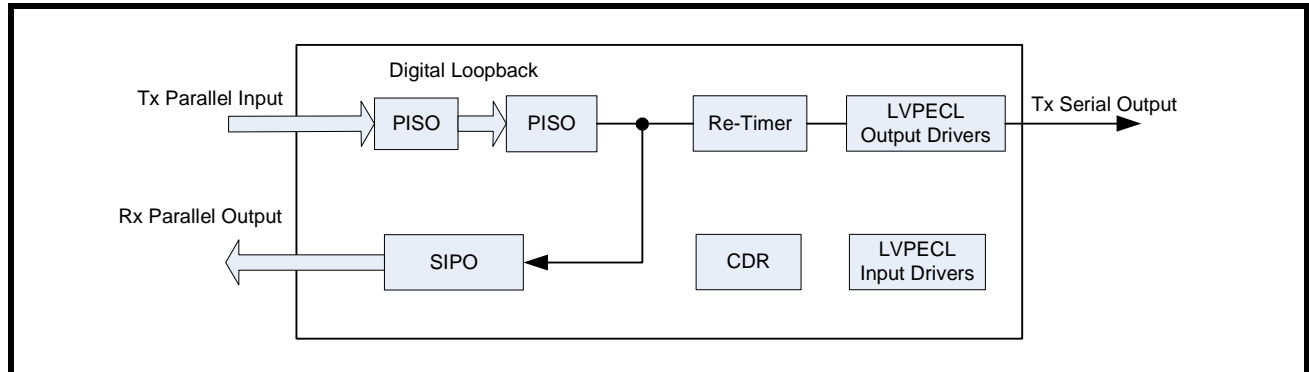 Digital Loopback
Tx Parallel Input
PISO
PISO
Re-Timer
LVPECL
Output Drivers
Tx Serial Output
Rx Parallel Output
SIPO
CDR
LVPECL
Input Drivers